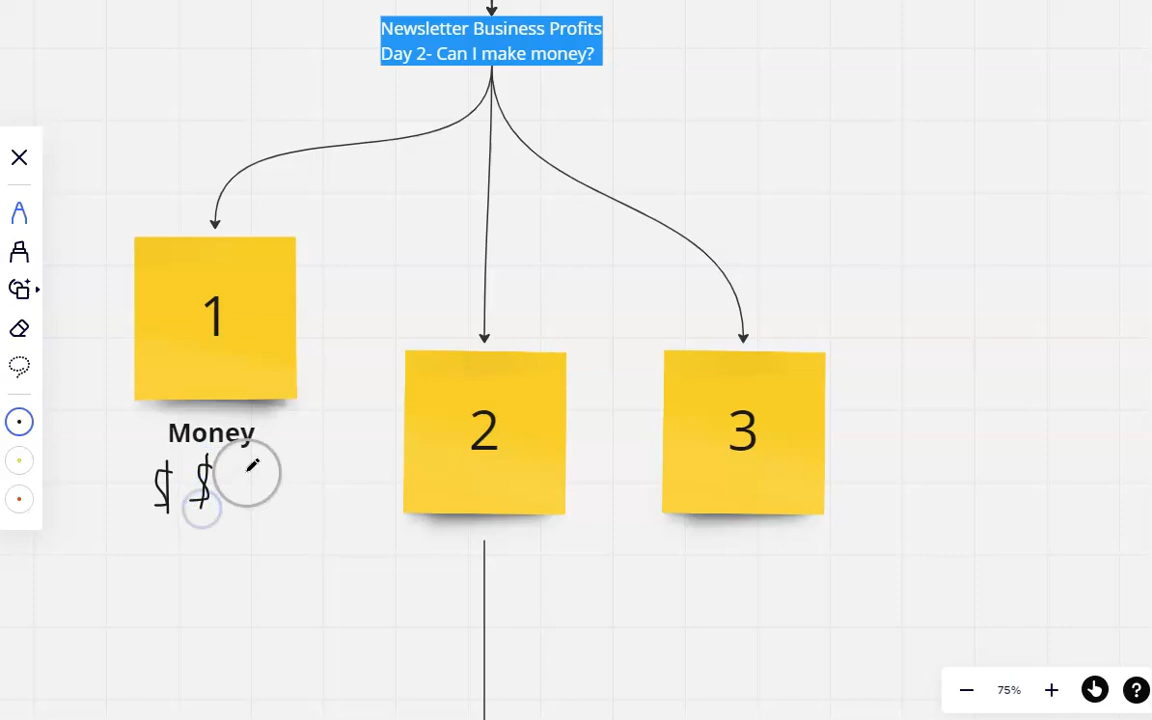 Newsletter Business Profits
Day 2- Can I make money?
1
Money
$ $
2
3
75%
?